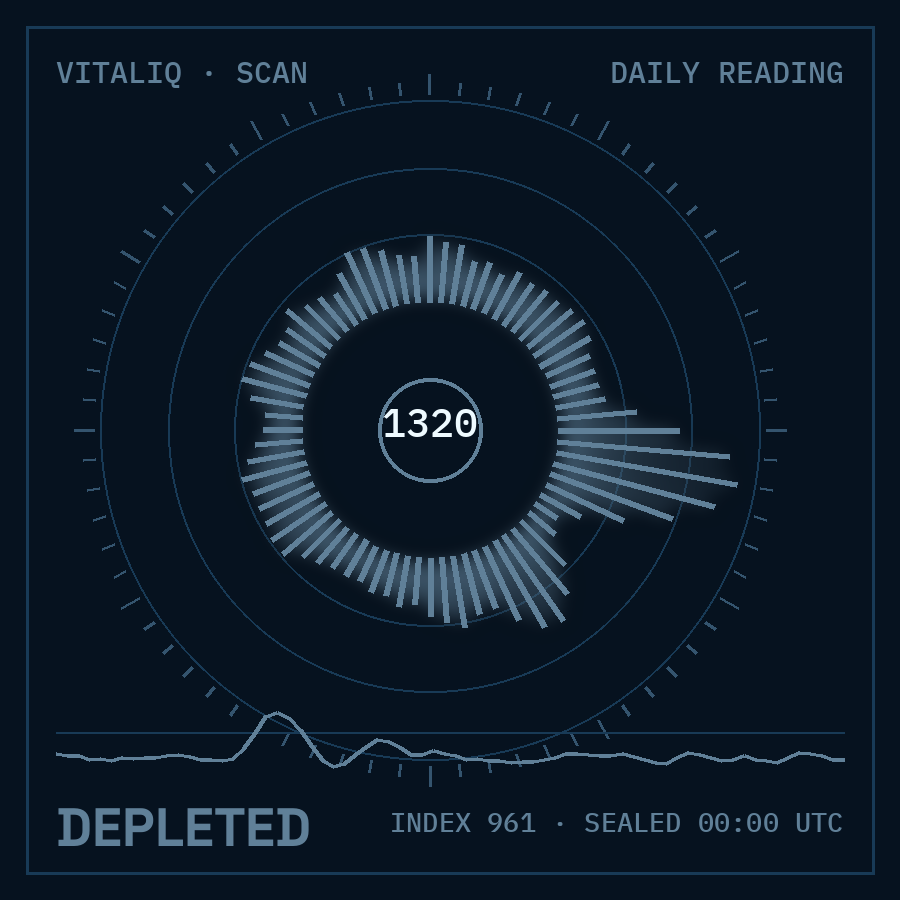 VITALIQ · SCAN
DAILY READING
1320
DEPLETED
INDEX 961 · SEALED 00:00 UTC